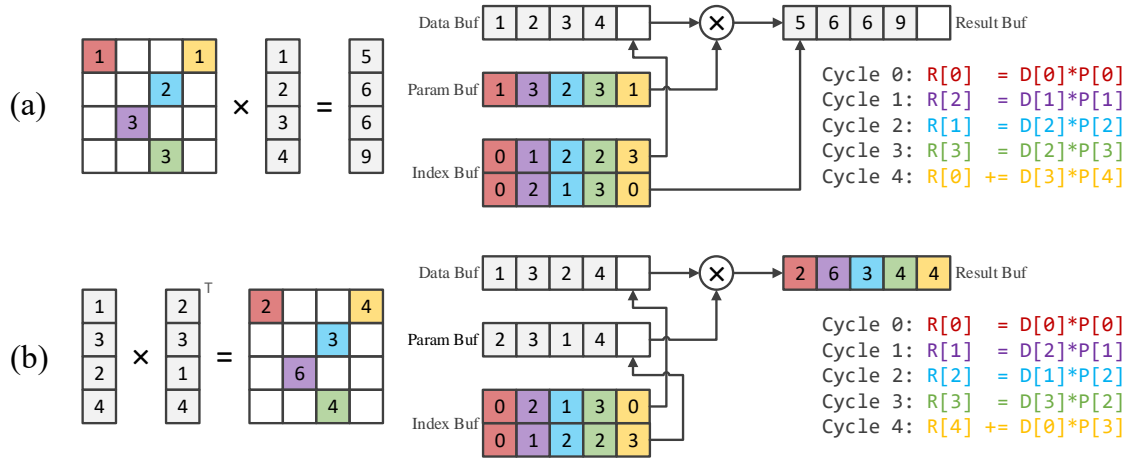 (a)
1 1
2
3
3
×
1
2
3
4
=
5
6
6
9
Data Buf 1 2 3 4
×
5 6 6 9 Result Buf
Param Buf 1 3 2 3 1
Index Buf
0 1 2 2 3
0 2 1 3 0
Cycle 0: R[0] = D[0]*P[0]
Cycle 1: R[2] = D[1]*P[1]
Cycle 2: R[1] = D[2]*P[2]
Cycle 3: R[3] = D[2]*P[3]
Cycle 4: R[0] += D[3]*P[4]
(b)
1
3
2
4
×
2
3
1
4
T
=
2 4
3
6
4
Data Buf 1 3 2 4
×
2 6 3 4 4 Result Buf
Param Buf 2 3 1 4
Index Buf
0 2 1 3 0
0 1 2 2 3
Cycle 0: R[0] = D[0]*P[0]
Cycle 1: R[1] = D[2]*P[1]
Cycle 2: R[2] = D[1]*P[2]
Cycle 3: R[3] = D[3]*P[2]
Cycle 4: R[4] += D[0]*P[3]